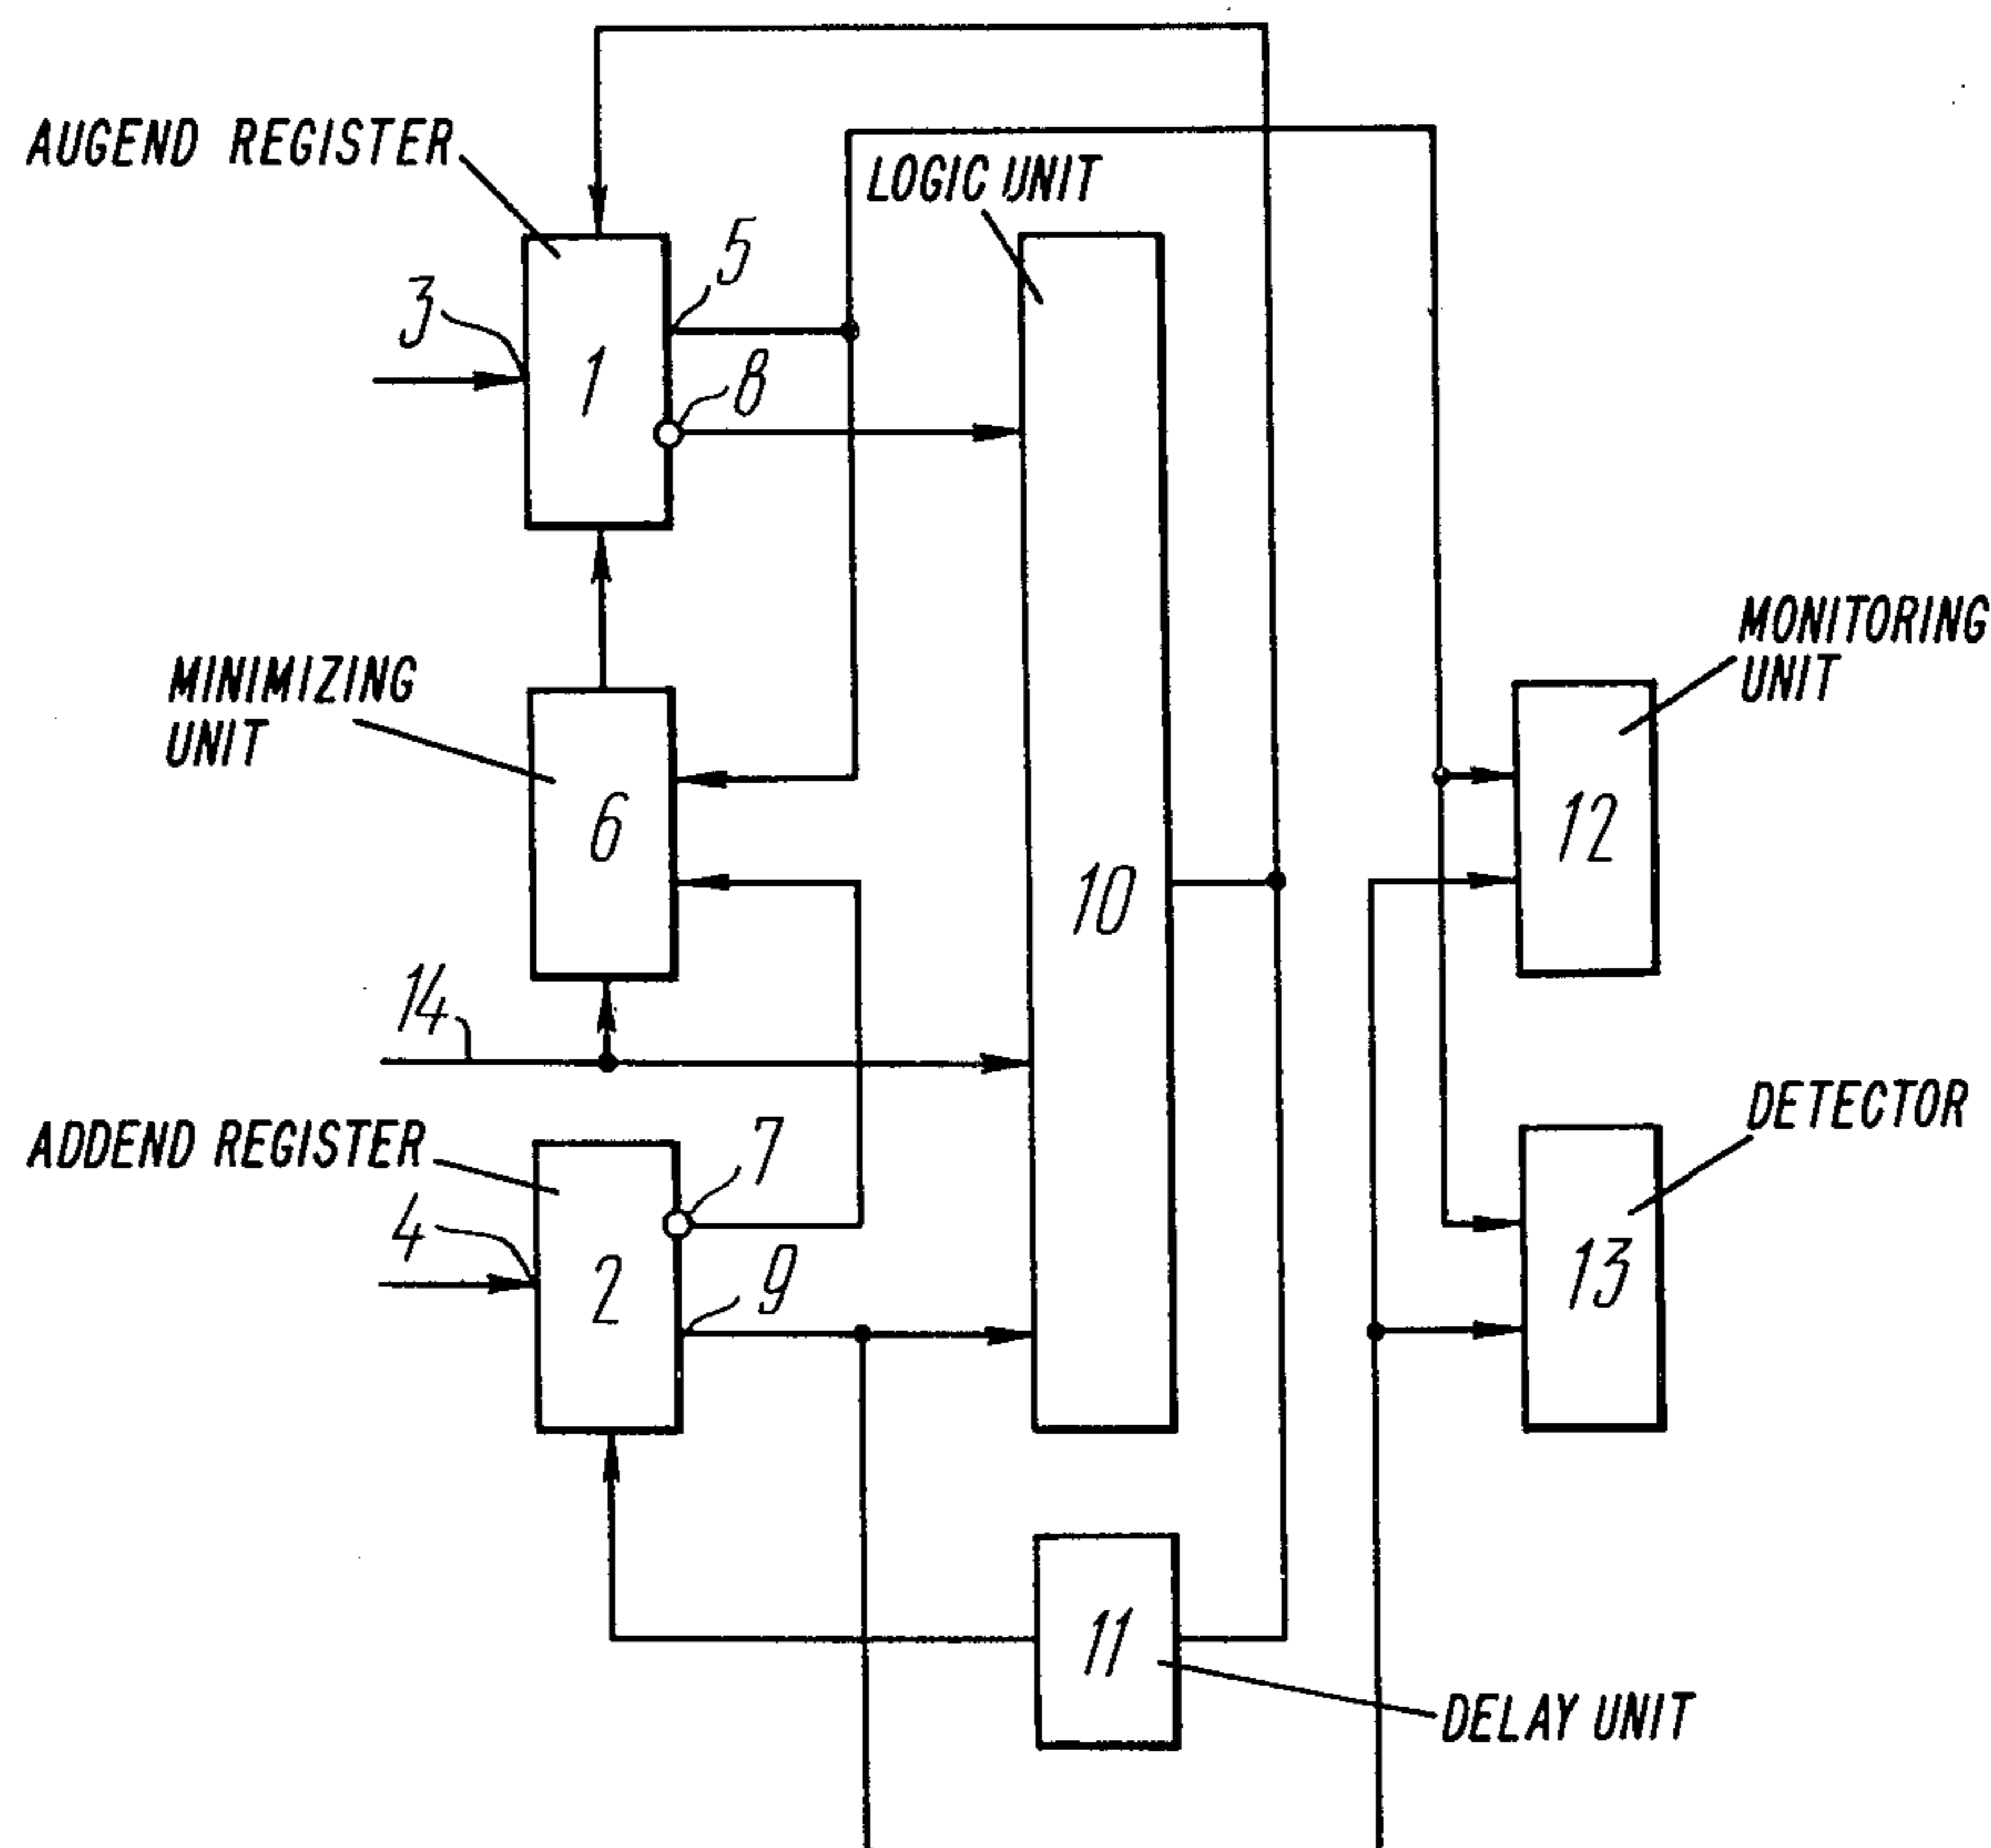 AUGEND REGISTER
LOGIC UNIT
5
3
1
8
MONITORING
UNIT
MINIMIZING
UNIT
6
12
10
14
DETECTOR
ADDEND REGISTER
7
4
2
9
13
11
DELAY UNIT